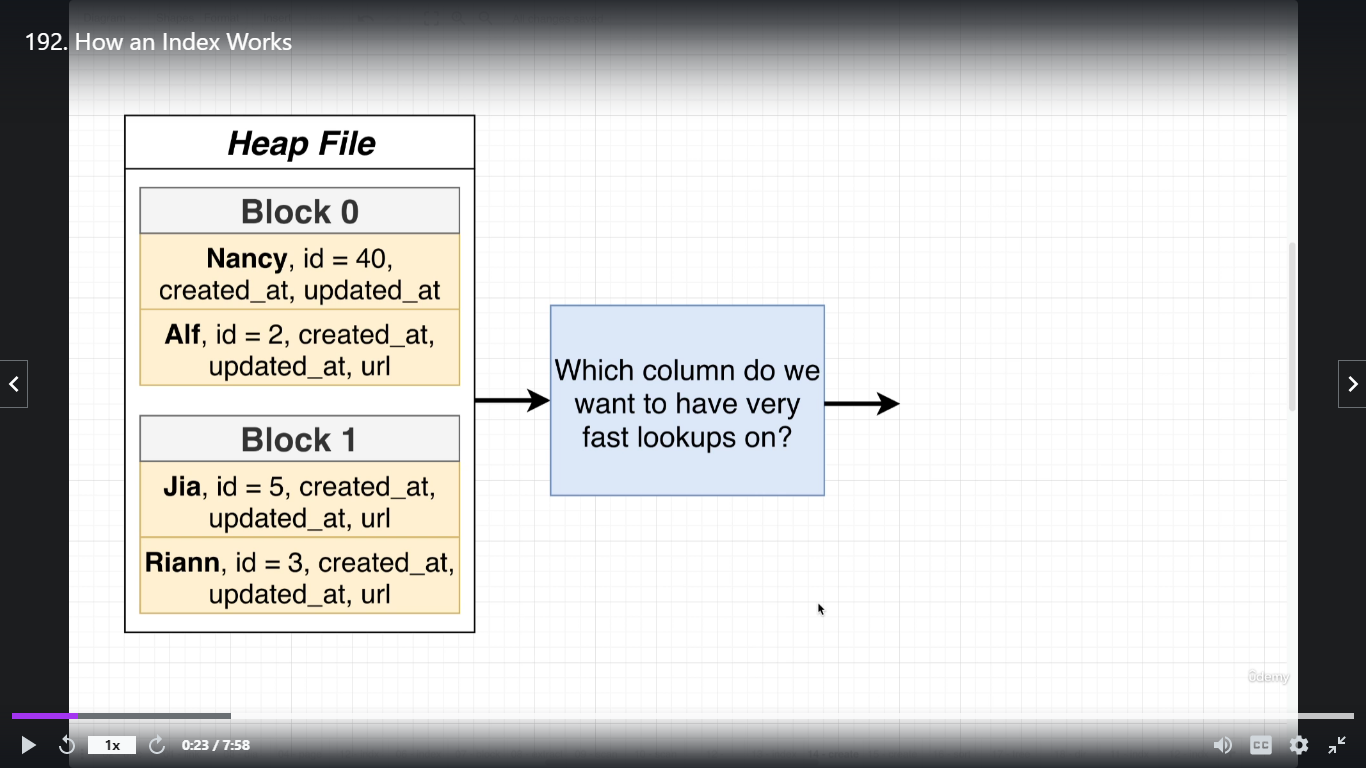 192. How an Index Works
Heap File
Block 0
Nancy, id = 40,
created_at, updated_at
Alf, id = 2, created_at,
updated_at, url
Block 1
Jia, id = 5, created_at,
updated_at, url
Riann, id = 3, created_at,
updated_at, url
Which column do we
want to have very
fast lookups on?
ûdemy
1x
0:23 / 7:58
CC